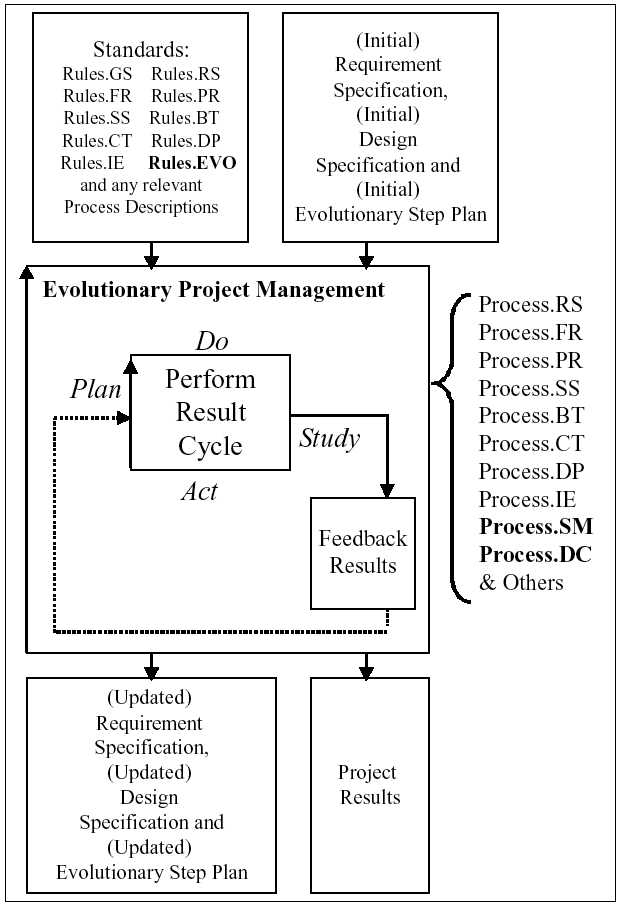 Standards:
Rules.GS Rules.RS
Rules.FR Rules.PR
Rules.SS Rules.BT
Rules.CT Rules.DP
Rules.IE Rules.EVO
and any relevant
Process Descriptions
(Initial)
Requirement
Specification,
(Initial)
Design
Specification and
(Initial)
Evolutionary Step Plan
Evolutionary Project Management
Do
Plan
Perform
Result
Cycle
Study
Act
Feedback
Results
Process.RS
Process.FR
Process.PR
Process.SS
Process.BT
Process.CT
Process.DP
Process.IE
Process.SM
Process.DC
& Others
(Updated)
Requirement
Specification,
(Updated)
Design
Specification and
(Updated)
Evolutionary Step Plan
Project
Results